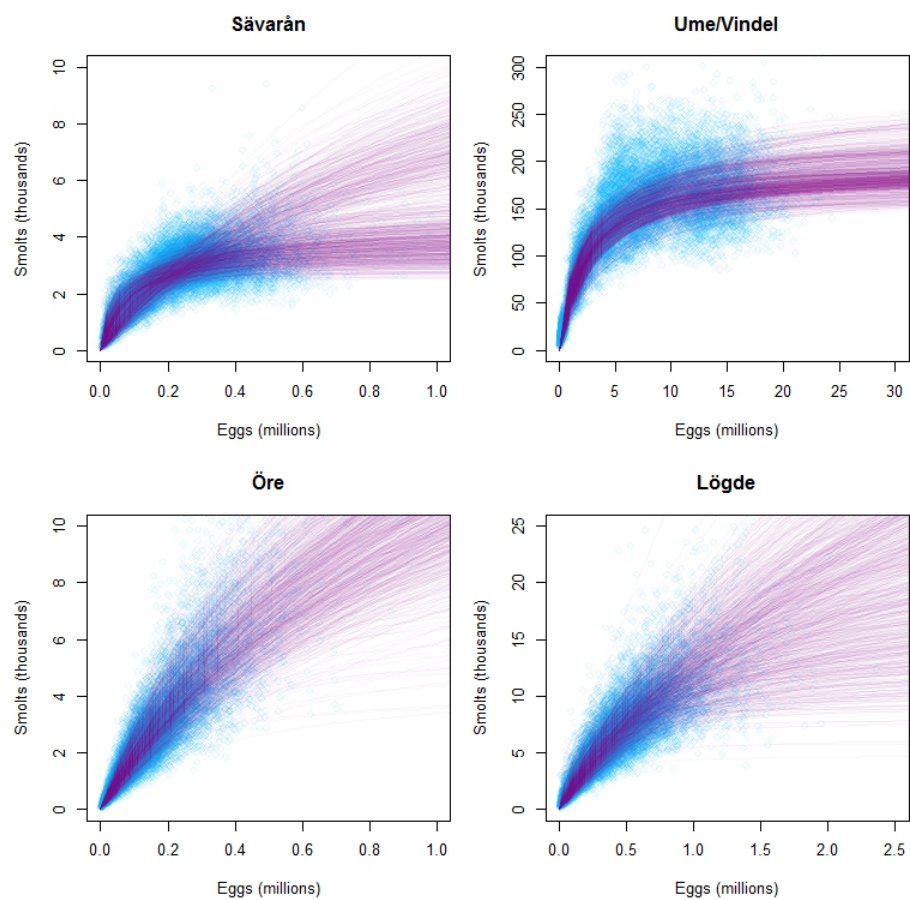 Sävarån
Smolts (thousands)
0 2 4 6 8 10
0.0 0.2 0.4 0.6 0.8 1.0
Eggs (millions)
Ume/Vindel
Smolts (thousands)
0 50 100 150 200 250 300
0 5 10 15 20 25 30
Eggs (millions)
Öre
Smolts (thousands)
0 2 4 6 8 10
0.0 0.2 0.4 0.6 0.8 1.0
Eggs (millions)
Lögde
Smolts (thousands)
0 5 10 15 20 25
0.0 0.5 1.0 1.5 2.0 2.5
Eggs (millions)